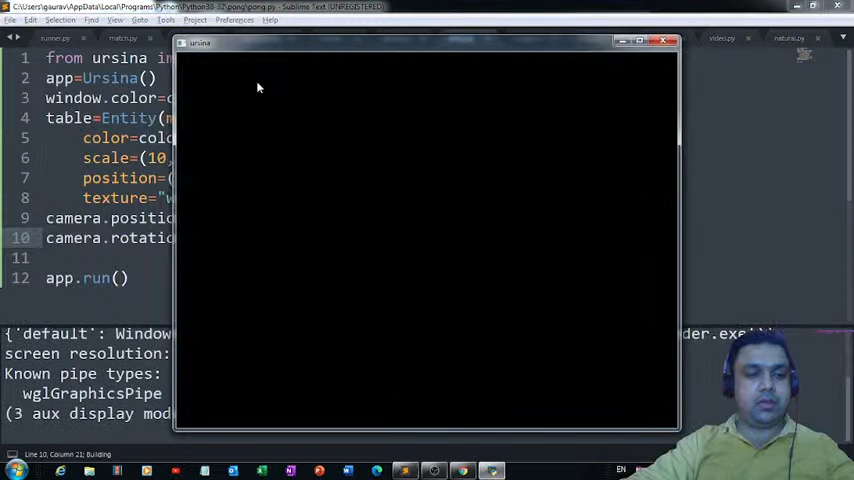 C:\Users\gaurav\AppData\Local\Programs\Python\Python38-32\pong\pong.py - Sublime Text (UNREGISTERED)
File Edit Selection Find View Goto Tools Project Preferences Help
runner.py match.py video.py natural.py
ursina
1 from ursina im
2 app=Ursina()
3 window.color=c
4 table=Entity(m
5 color=colo
6 scale=(10,
7 position=(
8 texture="w
9 camera.positio
10 camera.rotatio
11
12 app.run()
{'default': Window der.exe'
screen resolution:
Known pipe types:
wglGraphicsPipe
(3 aux display mod
Line 10, Column 21; Building
EN